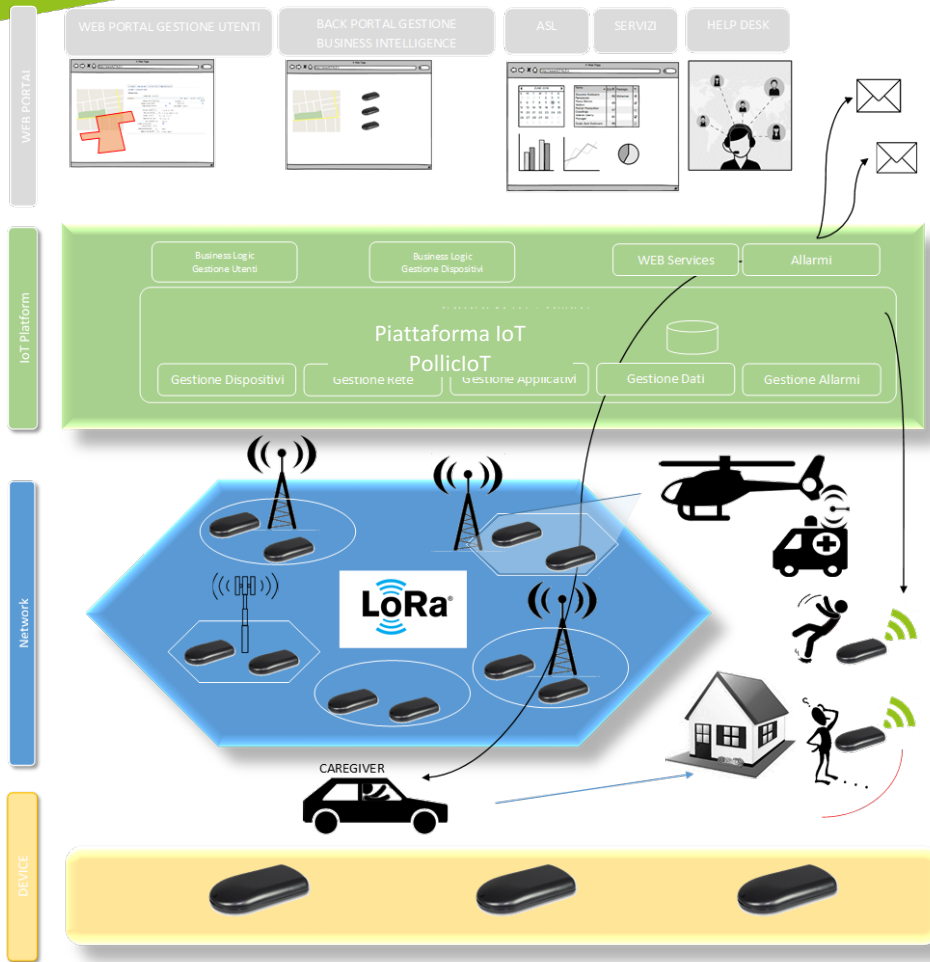 WEB PORTAL GESTIONE UTENTI
BACK PORTAL GESTIONE
BUSINESS INTELLIGENCE
ASL
SERVIZI
HELP DESK
WEB PORTAL
IoT Platform
Business Logic
Gestione Utenti
Business Logic
Gestione Dispositivi
WEB Services
Allarmi
Piattaforma IoT
PollicIoT
Gestione Dispositivi
Gestione Rete
Gestione Applicativi
Gestione Dati
Gestione Allarmi
Network
LoRa®
CAREGIVER
DEVICE